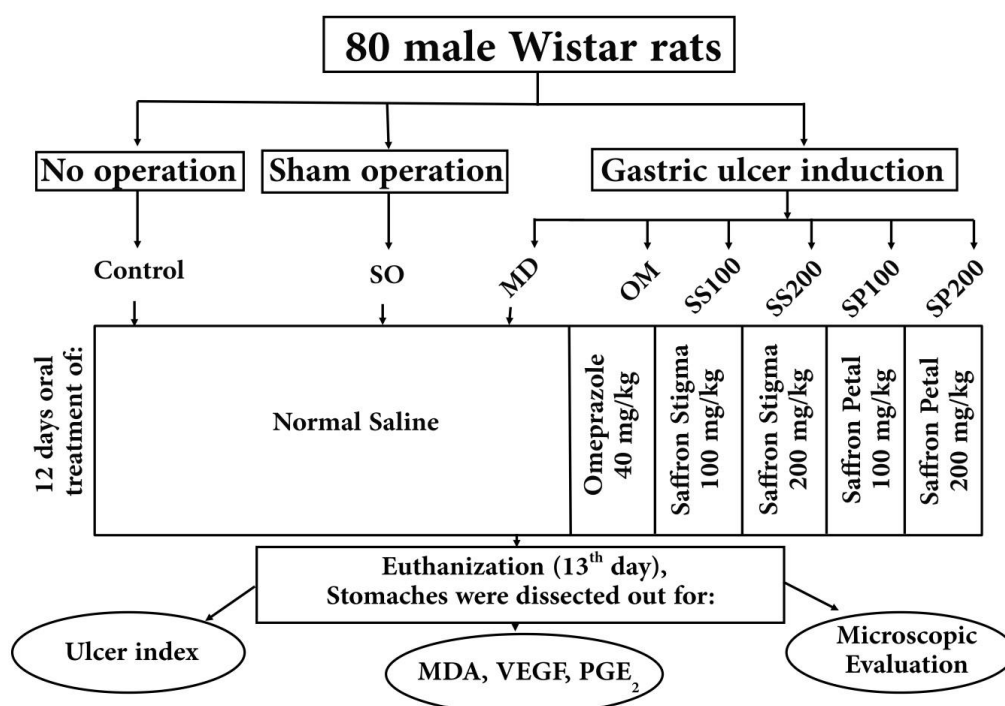 80 male Wistar rats
No operation
Sham operation
Gastric ulcer induction
Control
SO
MD
OM
SS100
SS200
SP100
SP200
12 days oral
treatment of:
Normal Saline
Omeprazole
40 mg/kg
Saffron Stigma
100 mg/kg
Saffron Stigma
200 mg/kg
Saffron Petal
100 mg/kg
Saffron Petal
200 mg/kg
Euthanization (13th day),
Stomaches were dissected out for:
Ulcer index
MDA, VEGF, PGE2
Microscopic
Evaluation